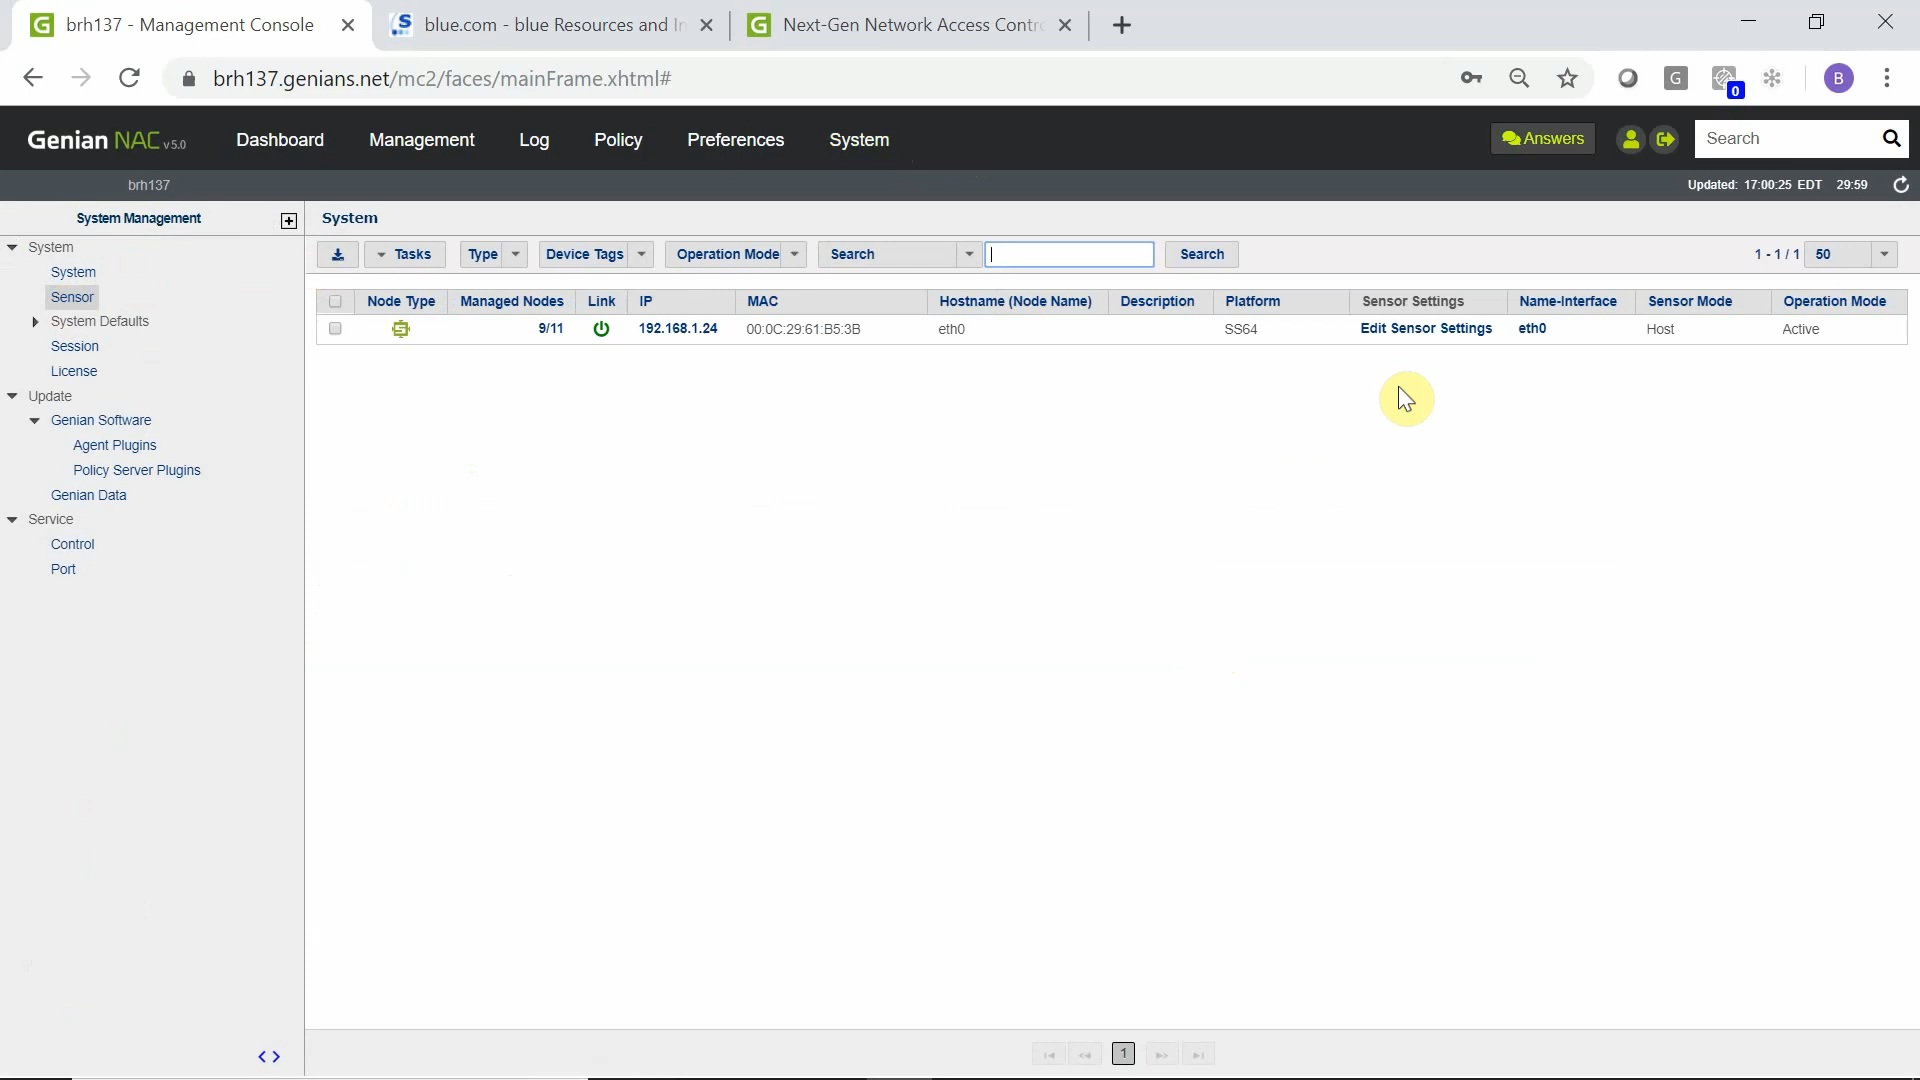 brh137 - Management Console
blue.com - blue Resources and In
Next-Gen Network Access Contr
brh137.genians.net/mc2/faces/mainFrame.xhtml#
G
0
B
Genian NAC v5.0
Dashboard
Management
Log
Policy
Preferences
System
Answers
Search
brh137
Updated: 17:00:25 EDT 29:59
System Management
System
System
Sensor
System Defaults
Session
License
Update
Genian Software
Agent Plugins
Policy Server Plugins
Genian Data
Service
Control
Port
System
Tasks
Type
Device Tags
Operation Mode
Search
Search
1 - 1 / 1
50
Node Type Managed Nodes Link IP MAC Hostname (Node Name) Description Platform Sensor Settings Name-Interface Sensor Mode Operation Mode
9/11 192.168.1.24 00:0C:29:61:B5:3B eth0 SS64 Edit Sensor Settings eth0 Host Active
1